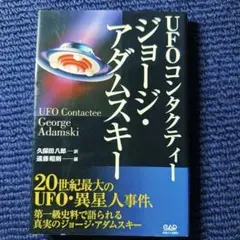 UFOコンタクティー
ジョージ・
アダムスキー
UFO Contactee
George
Adamski
久保田八郎 訳
遠藤昭則 編
20世紀最大の
UFO・異星人事件、
第一級史料で語られる
真実のジョージ・アダムスキー
GAP